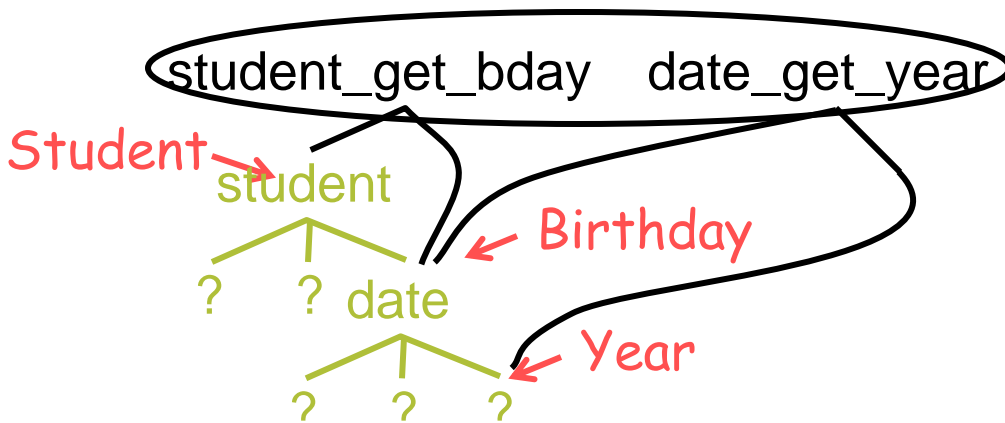 student_get_bday date_get_year
Student
student
Birthday
? ? date
Year
? ? ?